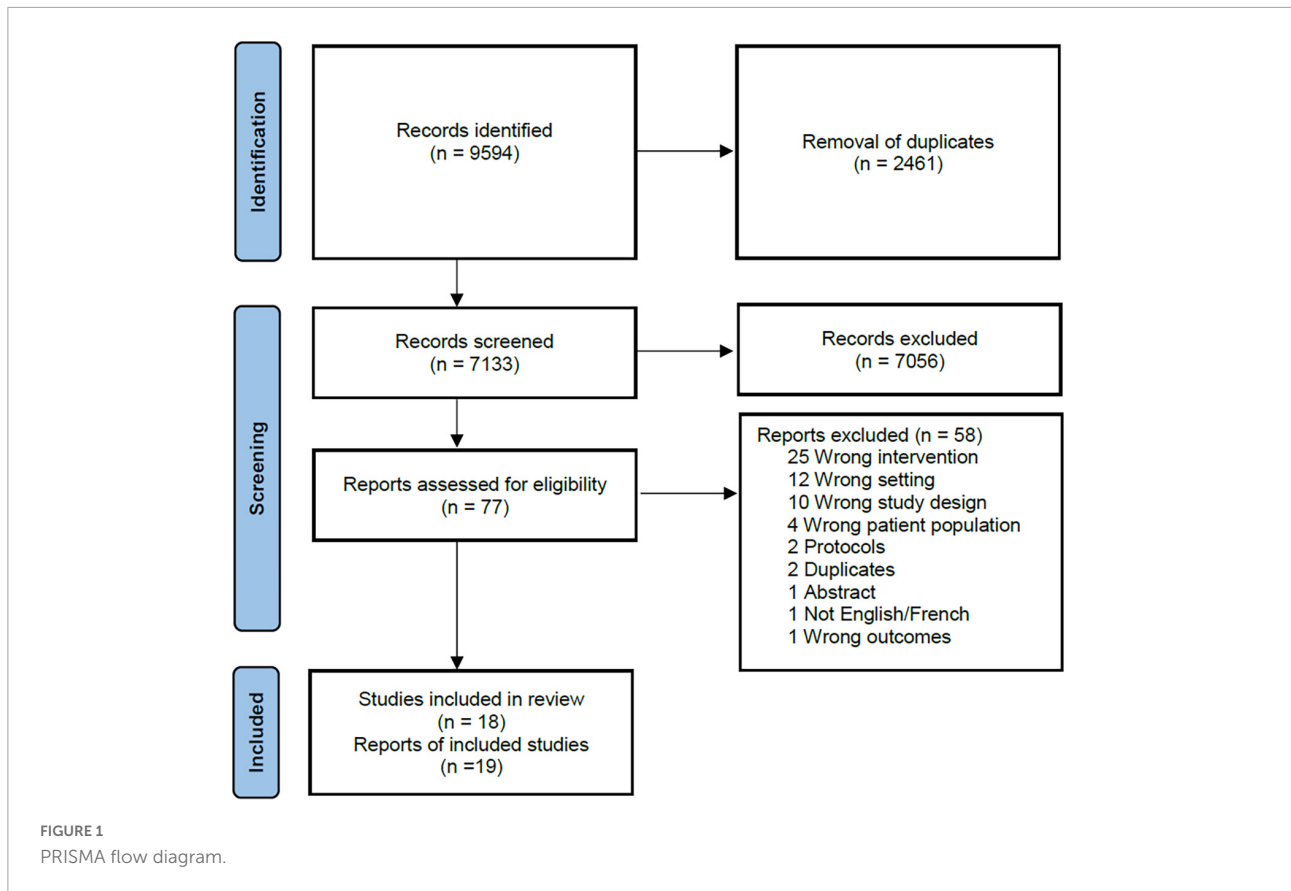 Identification
Records identified
(n = 9594)
Removal of duplicates
(n = 2461)
Screening
Records screened
(n = 7133)
Records excluded
(n = 7056)
Reports assessed for eligibility
(n = 77)
Reports excluded (n = 58)
25 Wrong intervention
12 Wrong setting
10 Wrong study design
4 Wrong patient population
2 Protocols
2 Duplicates
1 Abstract
1 Not English/French
1 Wrong outcomes
Included
Studies included in review
(n = 18)
Reports of included studies
(n =19)
FIGURE 1
PRISMA flow diagram.